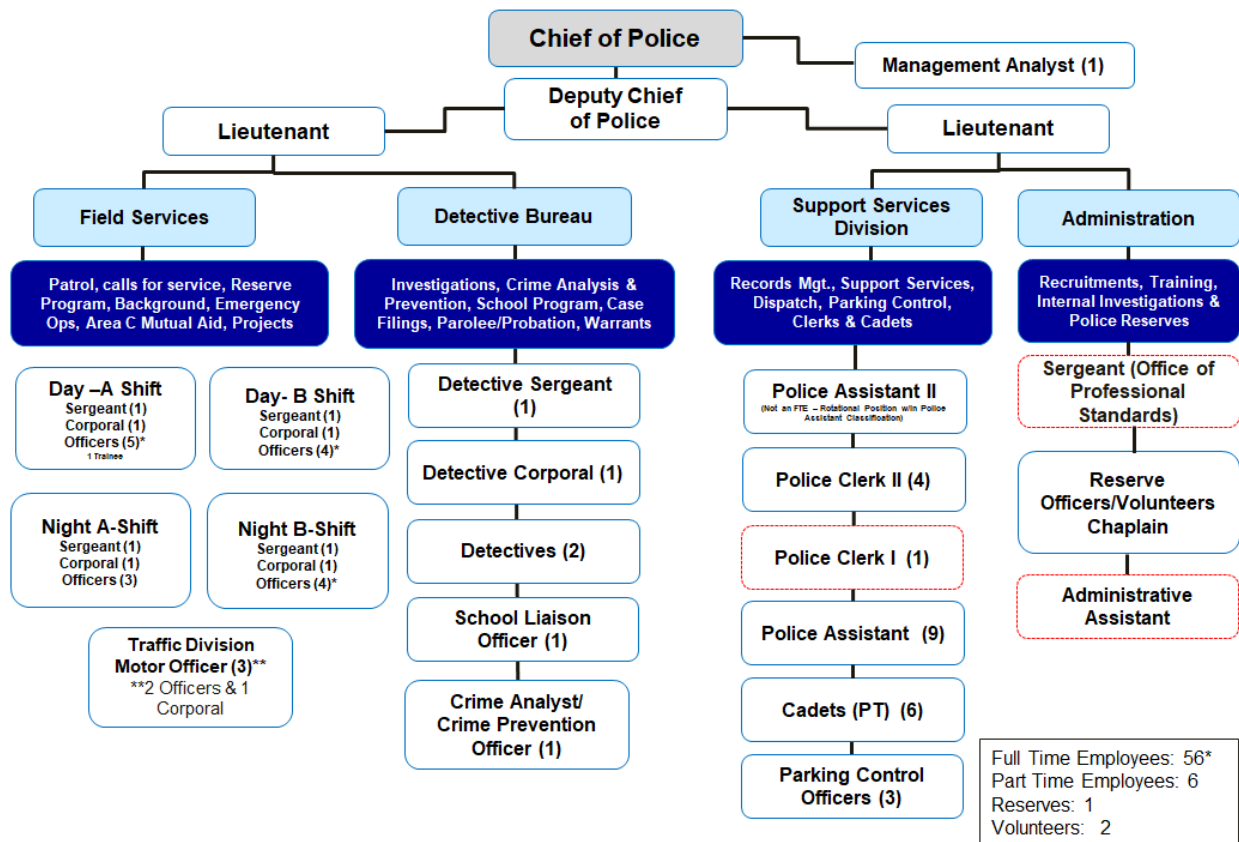 Chief of Police
Management Analyst (1)
Deputy Chief
of Police
Lieutenant
Lieutenant
Field Services
Detective Bureau
Support Services
Division
Administration
Patrol, calls for service, Reserve
Program, Background, Emergency
Ops, Area C Mutual Aid, Projects
Investigations, Crime Analysis &
Prevention, School Program, Case
Filings, Parolee/Probation, Warrants
Records Mgt., Support Services,
Dispatch, Parking Control,
Clerks & Cadets
Recruitments, Training,
Internal Investigations &
Police Reserves
Day –A Shift
Sergeant (1)
Corporal (1)
Officers (5)*
1 Trainee
Day- B Shift
Sergeant (1)
Corporal (1)
Officers (4)*
Night A-Shift
Sergeant (1)
Corporal (1)
Officers (3)
Night B-Shift
Sergeant (1)
Corporal (1)
Officers (4)*
Traffic Division
Motor Officer (3)**
**2 Officers & 1
Corporal
Detective Sergeant
(1)
Detective Corporal (1)
Detectives (2)
School Liaison
Officer (1)
Crime Analyst/
Crime Prevention
Officer (1)
Police Assistant II
(Not an FTE – Rotational Position w/in Police
Assistant Classification)
Police Clerk II (4)
Police Clerk I (1)
Police Assistant (9)
Cadets (PT) (6)
Parking Control
Officers (3)
Sergeant (Office of
Professional
Standards)
Reserve
Officers/Volunteers
Chaplain
Administrative
Assistant
Full Time Employees: 56*
Part Time Employees: 6
Reserves: 1
Volunteers: 2